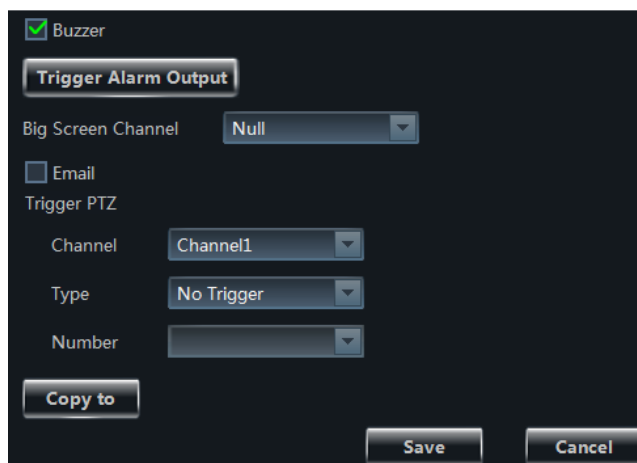 Buzzer
Trigger Alarm Output
Big Screen Channel Null
Email
Trigger PTZ
Channel Channel1
Type No Trigger
Number
Copy to
Save Cancel